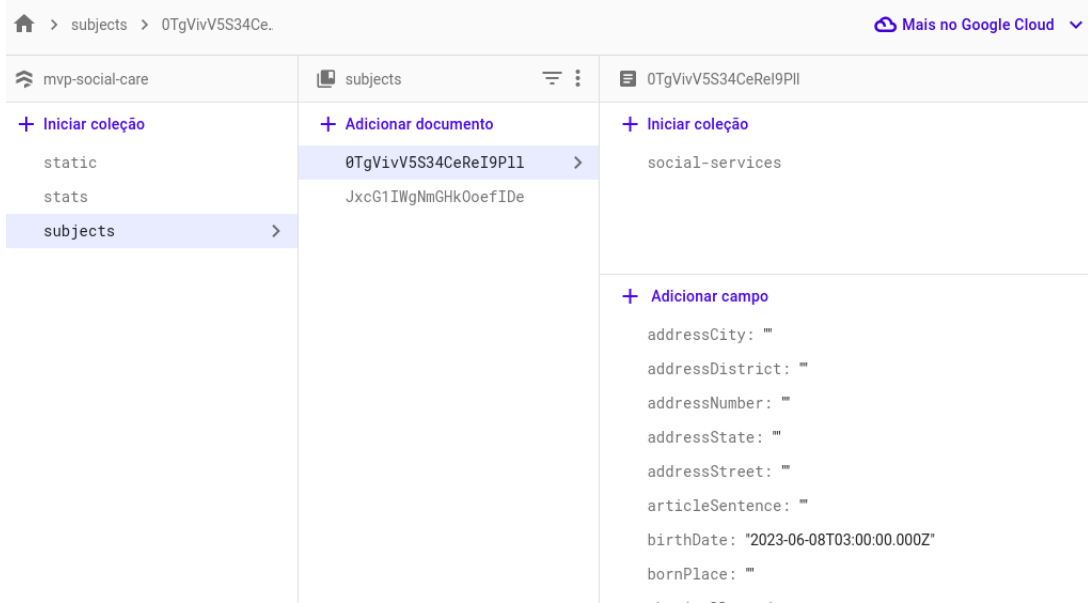 subjects > 0TgVivV5S34Ce..
Mais no Google Cloud
mvp-social-care
subjects
0TgVivV5S34CeReI9Pll
+ Iniciar coleção
+ Adicionar documento
+ Iniciar coleção
static
stats
subjects
0TgVivV5S34CeReI9Pll
JxcG1IWgNmGHkOoefIDe
social-services
+ Adicionar campo
addressCity: ""
addressDistrict: ""
addressNumber: ""
addressState: ""
addressStreet: ""
articleSentence: ""
birthDate: "2023-06-08T03:00:00.000Z"
bornPlace: ""